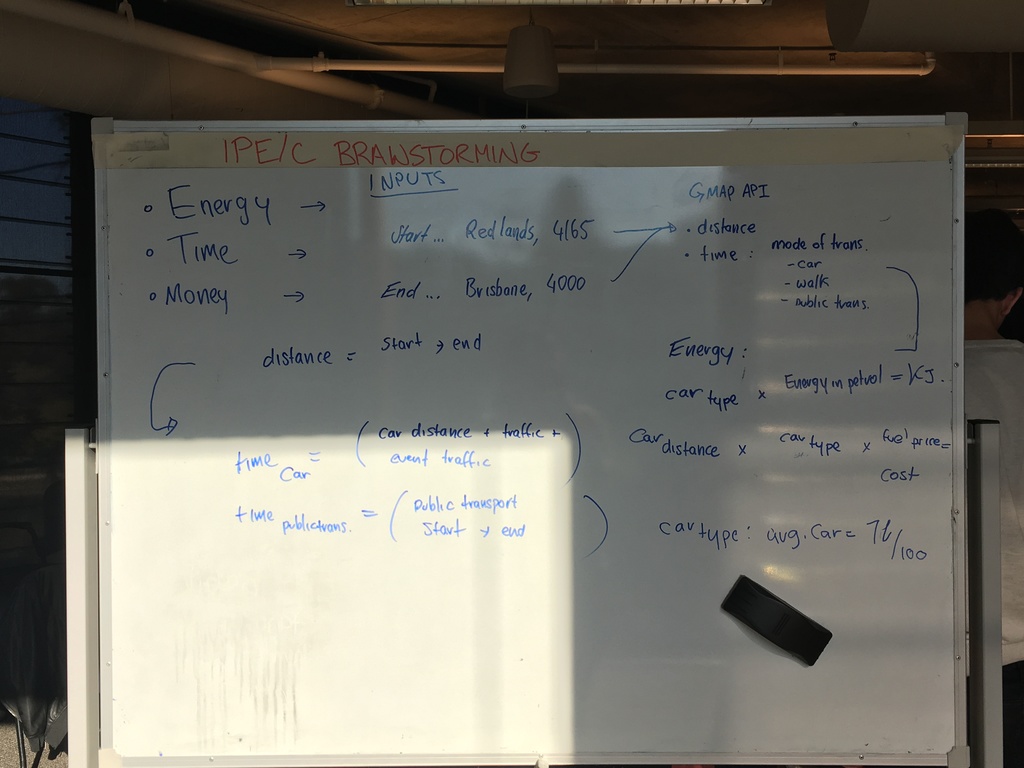 IPE/C BRAWSTORMING
INPUTS
• Energy →
• Time →
• Money →
Start... Redlands, 4165
End... Brisbane, 4000
distance = start → end
time car = (car distance + traffic + event traffic)
time publictrans. = (public transport start → end)
GMAP API
• distance
• time : mode of trans.
- car
- walk
- public trans.
Energy :
car type x Energy in petrol = KJ.
Car distance x car type x fuel price =
cost
car type : avg. Car = 7l/100